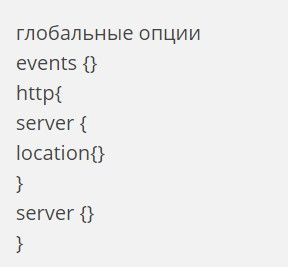 глобальные опции
events {}
http{
server {
location{}
}
server {}
}